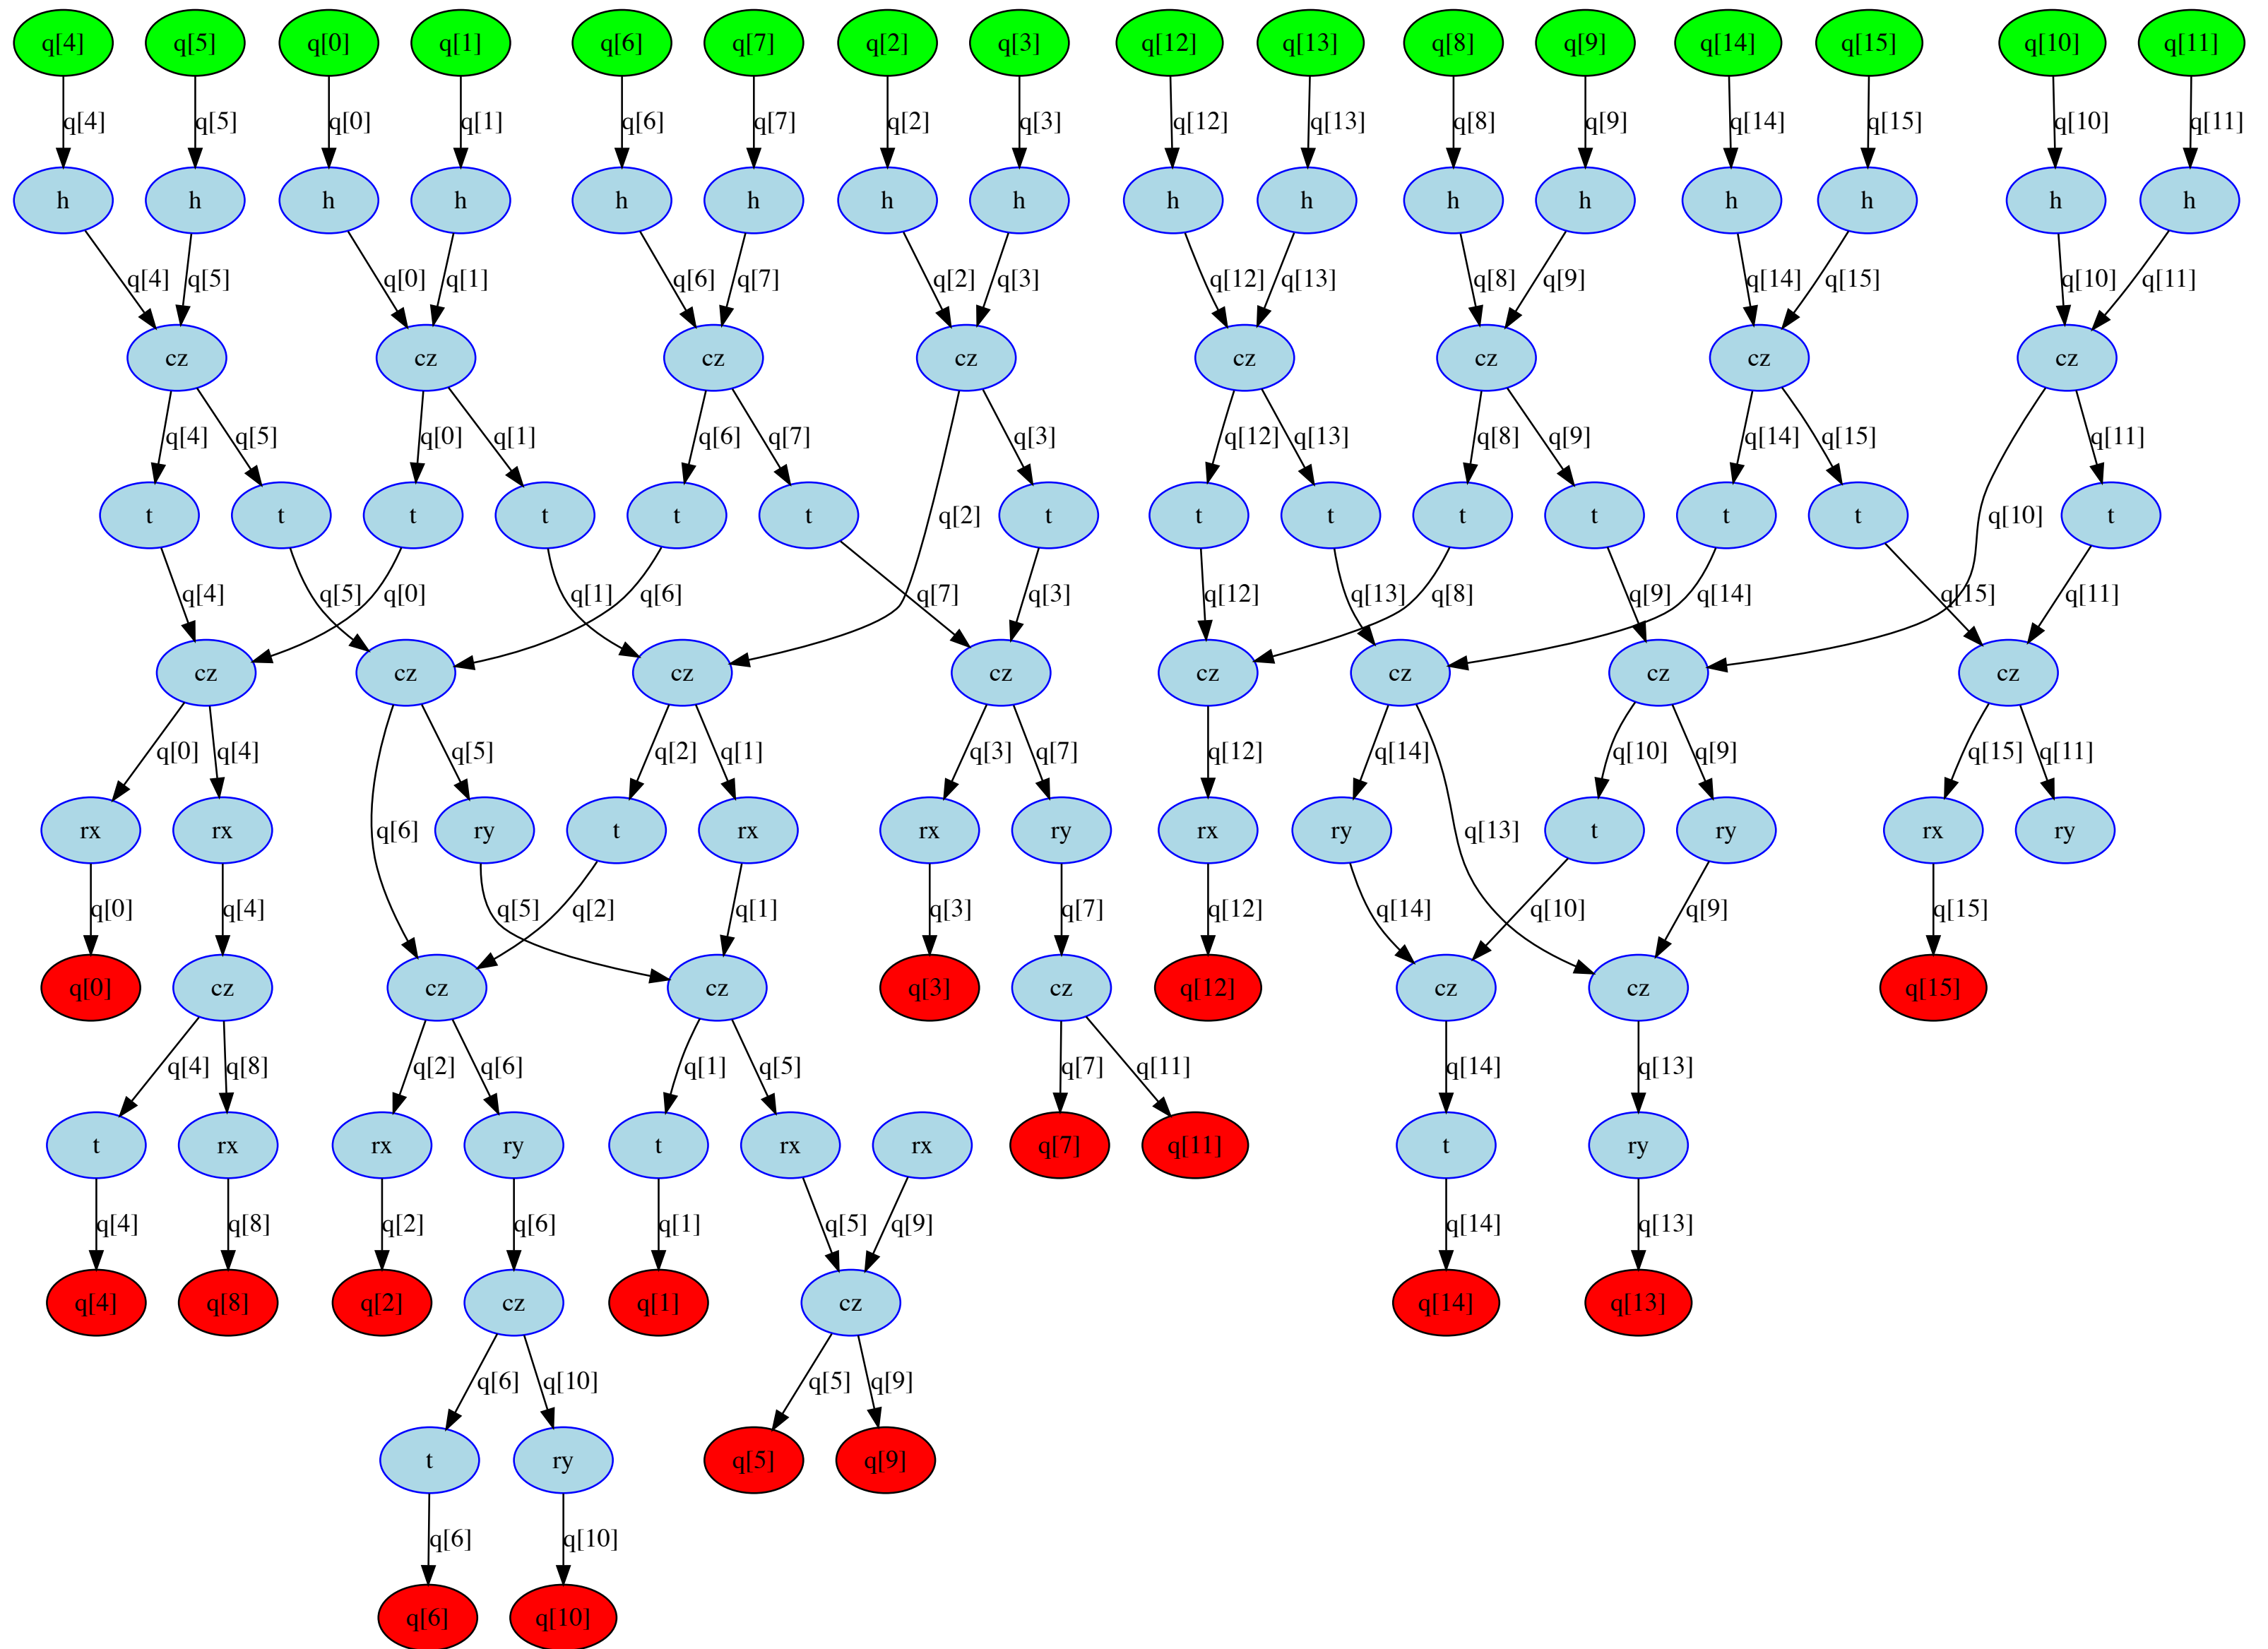 q[4] q[5] q[0] q[1] q[6] q[7] q[2] q[3] q[12] q[13] q[8] q[9] q[14] q[15] q[10] q[11]
q[4] q[5] q[0] q[1] q[6] q[7] q[2] q[3] q[12] q[13] q[8] q[9] q[14] q[15] q[10] q[11]
h h h h h h h h h h h h h h h h
q[4] q[5] q[0] q[1] q[6] q[7] q[2] q[3] q[12] q[13] q[8] q[9] q[14] q[15] q[10] q[11]
cz cz cz cz cz cz cz cz
q[4] q[5] q[0] q[1] q[6] q[7] q[3] q[12] q[13] q[8] q[9] q[14] q[15] q[11]
t t t t t t q[2] t t t t t t t q[10] t
q[4] q[5] q[0] q[1] q[6] q[7] q[3] q[12] q[13] q[8] q[9] q[14] q[15] q[11]
cz cz cz cz cz cz cz cz
q[0] q[4] q[5] q[2] q[1] q[3] q[7] q[12] q[14] q[10] q[9] q[15] q[11]
rx rx q[6] ry t rx rx ry rx ry q[13] t ry rx ry
q[0] q[4] q[5] q[2] q[1] q[3] q[7] q[12] q[14] q[10] q[9] q[15]
q[0] cz cz cz q[3] cz q[12] cz cz q[15]
q[4] q[8] q[2] q[6] q[1] q[5] q[7] q[11] q[14] q[13]
t rx rx ry t rx rx q[7] q[11] t ry
q[4] q[8] q[2] q[6] q[1] q[5] q[9] q[14] q[13]
q[4] q[8] q[2] cz q[1] cz q[14] q[13]
q[6] q[10] q[5] q[9]
t ry q[5] q[9]
q[6] q[10]
q[6] q[10]